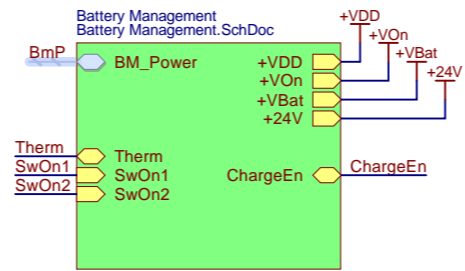 Battery Management
Battery Management.SchDoc
+VDD
+VOn
+VBat
+24V
BmP
BM_Power
+VDD
+VOn
+VBat
+24V
Therm
Therm
SwOn1
SwOn1
SwOn2
SwOn2
ChargeEn
ChargeEn